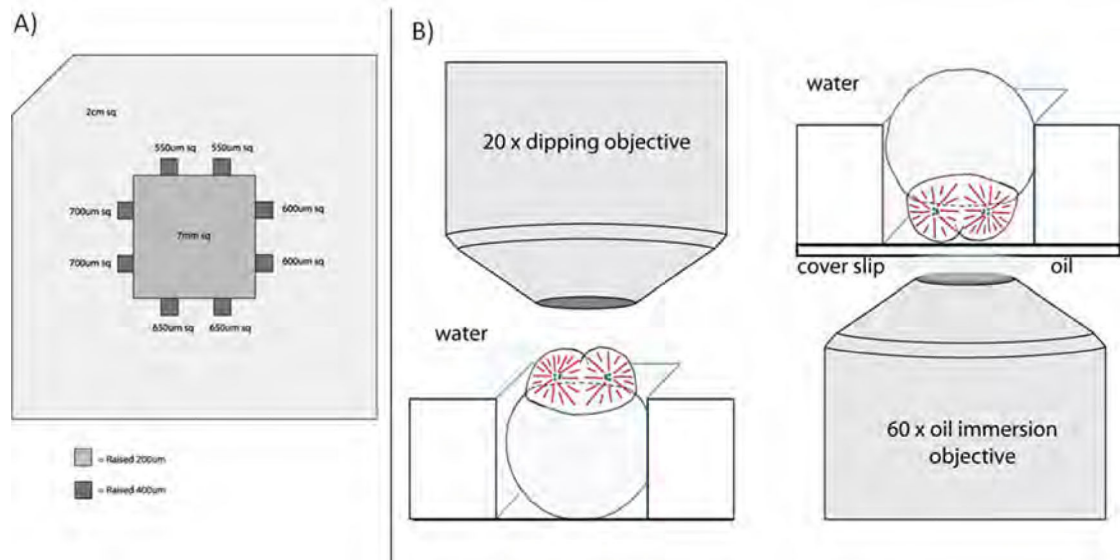 A)
2cm sq
550um sq 550um sq
700um sq 600um sq
7mm sq
700um sq 600um sq
650um sq 650um sq
= Raised 200um
= Raised 400um
B)
20 x dipping objective
water
water
cover slip oil
60 x oil immersion
objective